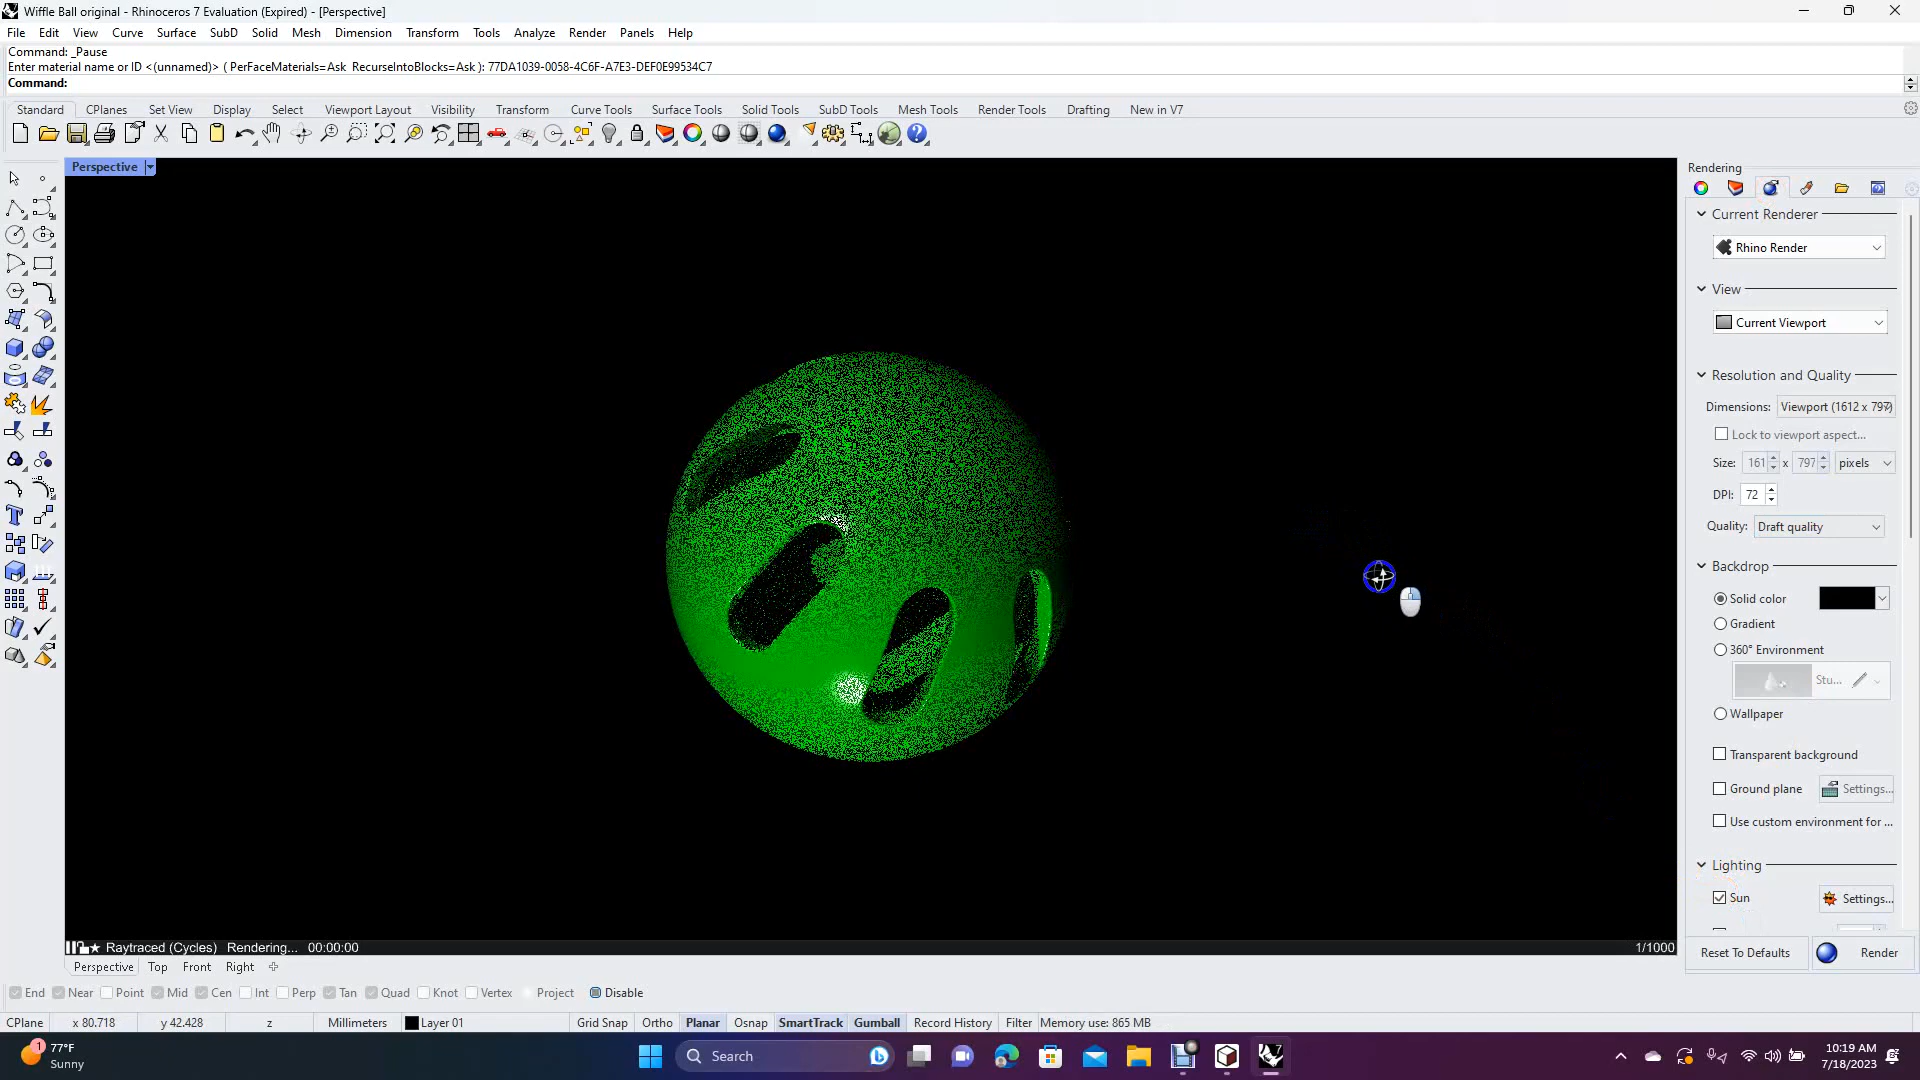 Wiffle Ball original - Rhinoceros 7 Evaluation (Expired) - [Perspective]
File Edit View Curve Surface SubD Solid Mesh Dimension Transform Tools Analyze Render Panels Help
Command: _Pause
Enter material name or ID <(unnamed)> ( PerFaceMaterials=Ask RecurseIntoBlocks=Ask ): 77DA1039-0058-4C6F-A7E3-DEF0E99534C7
Command:
Standard CPlanes Set View Display Select Viewport Layout Visibility Transform Curve Tools Surface Tools Solid Tools SubD Tools Mesh Tools Render Tools Drafting New in V7
Perspective
Rendering
Current Renderer
Rhino Render
View
Current Viewport
Resolution and Quality
Dimensions: Viewport (1612 x 797)
Lock to viewport aspect...
Size: 161 x 797 pixels
DPI: 72
Quality: Draft quality
Backdrop
Solid color
Gradient
360° Environment
Stu...
Wallpaper
Transparent background
Ground plane Settings...
Use custom environment for ...
Lighting
Sun Settings...
Reset To Defaults Render
Raytraced (Cycles) Rendering... 00:00:00 1/1000
Perspective Top Front Right
End Near Point Mid Cen Int Perp Tan Quad Knot Vertex Project Disable
CPlane x 80.718 y 42.428 z Millimeters Layer 01 Grid Snap Ortho Planar Osnap SmartTrack Gumball Record History Filter Memory use: 865 MB
1
77°F
Sunny
Search
10:19 AM
7/18/2023